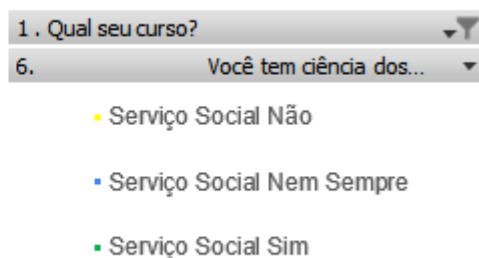 1 . Qual seu curso?
6. Você tem ciência dos...
Serviço Social Não
Serviço Social Nem Sempre
Serviço Social Sim